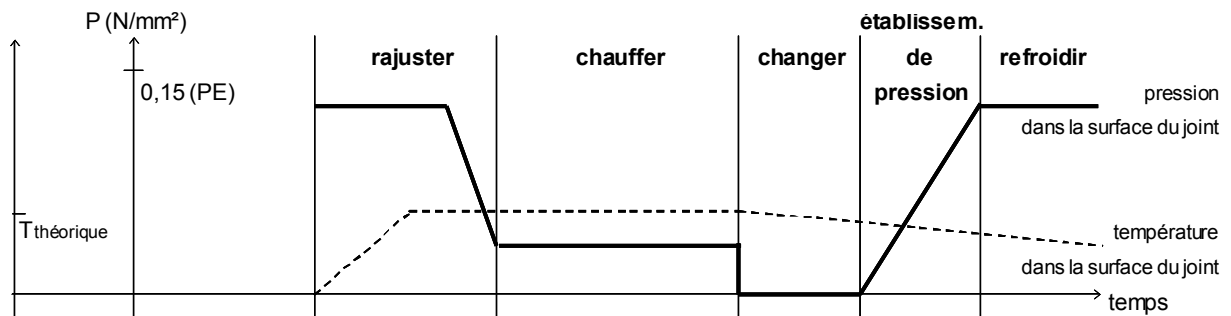 P (N/mm²)
0,15 (PE)
Tthéorique
rajuster
chauffer
changer
établissem.
de
pression
refroidir
pression
dans la surface du joint
température
dans la surface du joint
temps